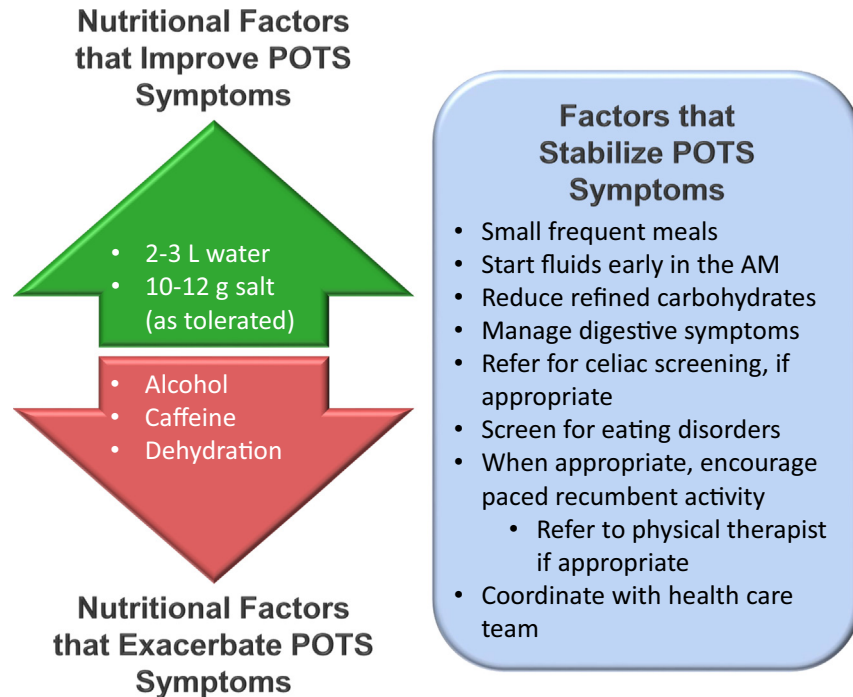 Nutritional Factors
that Improve POTS
Symptoms
• 2-3 L water
• 10-12 g salt
(as tolerated)
• Alcohol
• Caffeine
• Dehydration
Nutritional Factors
that Exacerbate POTS
Symptoms
Factors that
Stabilize POTS
Symptoms
• Small frequent meals
• Start fluids early in the AM
• Reduce refined carbohydrates
• Manage digestive symptoms
• Refer for celiac screening, if
appropriate
• Screen for eating disorders
• When appropriate, encourage
paced recumbent activity
• Refer to physical therapist
if appropriate
• Coordinate with health care
team